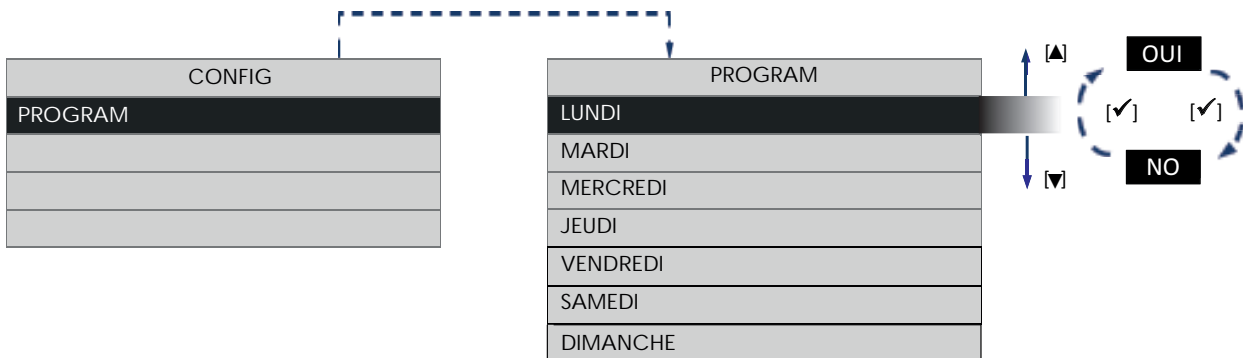 CONFIG
PROGRAM
PROGRAM
LUNDI
MARDI
MERCREDI
JEUDI
VENDREDI
SAMEDI
DIMANCHE
[▲]
[▼]
OUI
[✓] [✓]
NO